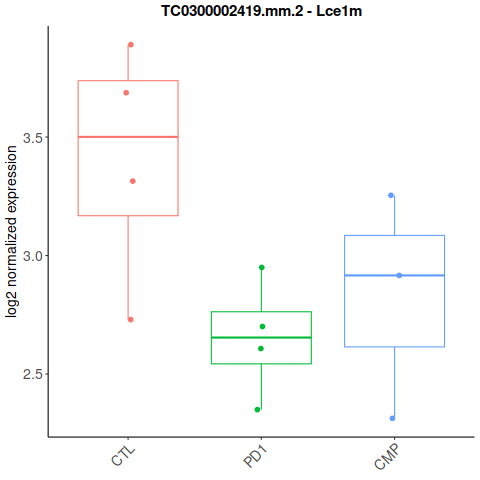 TC0300002419.mm.2 - Lce1m
log2 normalized expression
3.5
3.0
2.5
CTL
PD1
CMP